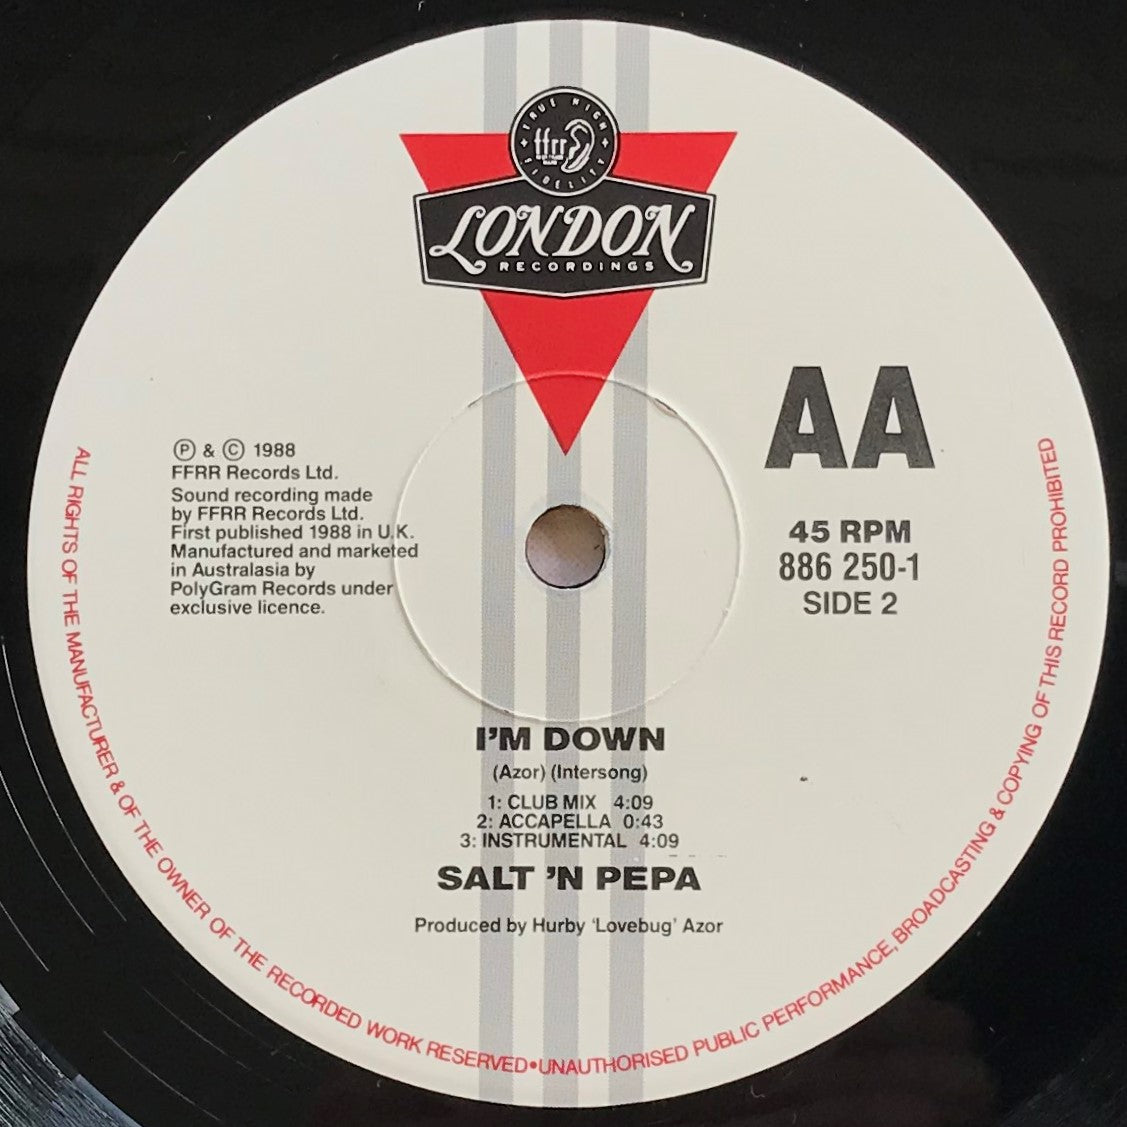 TRUE HIGH
ffrr
FIDELITY
LONDON
RECORDINGS
AA
45 RPM
886 250-1
SIDE 2
Ⓟ & © 1988
FFRR Records Ltd.
Sound recording made
by FFRR Records Ltd.
First published 1988 in U.K.
Manufactured and marketed
in Australasia by
PolyGram Records under
exclusive licence.
I'M DOWN
(Azor) (Intersong)
1: CLUB MIX 4:09
2: ACCAPELLA 0:43
3: INSTRUMENTAL 4:09
SALT 'N PEPA
Produced by Hurby 'Lovebug' Azor
ALL RIGHTS OF THE MANUFACTURER & OF THE OWNER OF THE RECORDED WORK RESERVED•UNAUTHORISED PUBLIC PERFORMANCE, BROADCASTING & COPYING OF THIS RECORD PROHIBITED